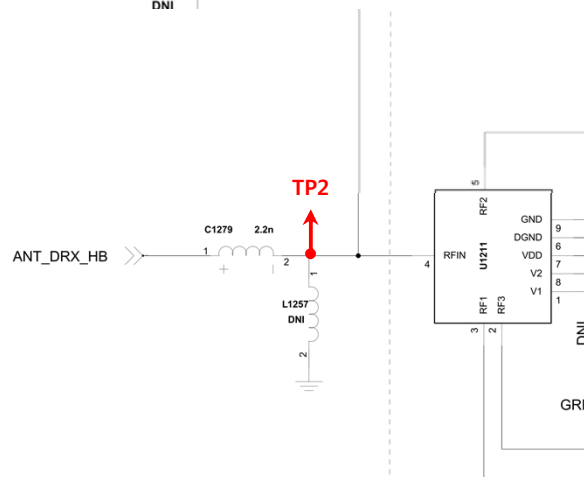 DNI
TP2
C1279 2.2n
ANT_DRX_HB
1
2
+
1
L1257
DNI
2
5
RF2
4
RFIN
U1211
GND
9
DGND
6
VDD
7
V2
8
V1
1
RF1
RF3
3
2
DNI
GRI